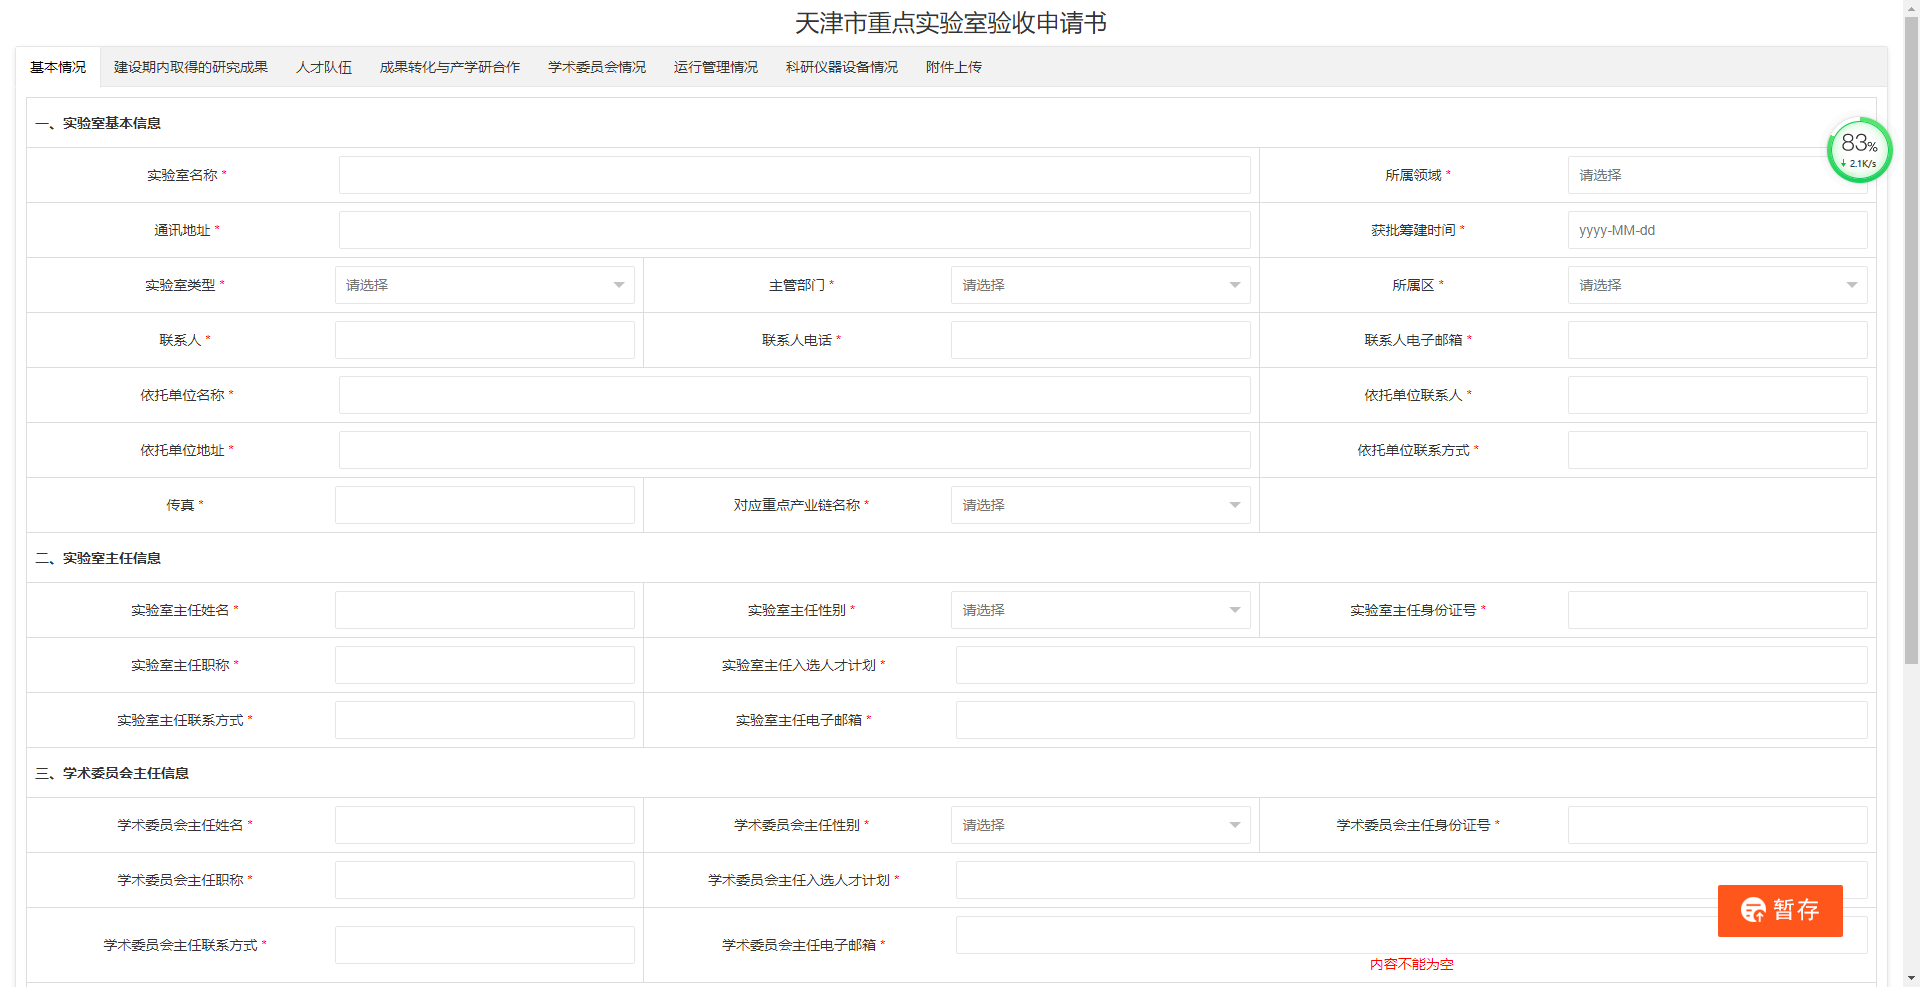 天津市重点实验室验收申请书
基本情况 建设期内取得的研究成果 人才队伍 成果转化与产学研合作 学术委员会情况 运行管理情况 科研仪器设备情况 附件上传
一、实验室基本信息
实验室名称 * 所属领域 * 请选择
83%
↓ 2.1K/s
通讯地址 * 获批筹建时间 * yyyy-MM-dd
实验室类型 * 请选择 主管部门 * 请选择 所属区 * 请选择
联系人 * 联系人电话 * 联系人电子邮箱 *
依托单位名称 * 依托单位联系人 *
依托单位地址 * 依托单位联系方式 *
传真 * 对应重点产业链名称 * 请选择
二、实验室主任信息
实验室主任姓名 * 实验室主任性别 * 请选择 实验室主任身份证号 *
实验室主任职称 * 实验室主任入选人才计划 *
实验室主任联系方式 * 实验室主任电子邮箱 *
三、学术委员会主任信息
学术委员会主任姓名 * 学术委员会主任性别 * 请选择 学术委员会主任身份证号 *
学术委员会主任职称 * 学术委员会主任入选人才计划 *
暂存
学术委员会主任联系方式 * 学术委员会主任电子邮箱 *
内容不能为空